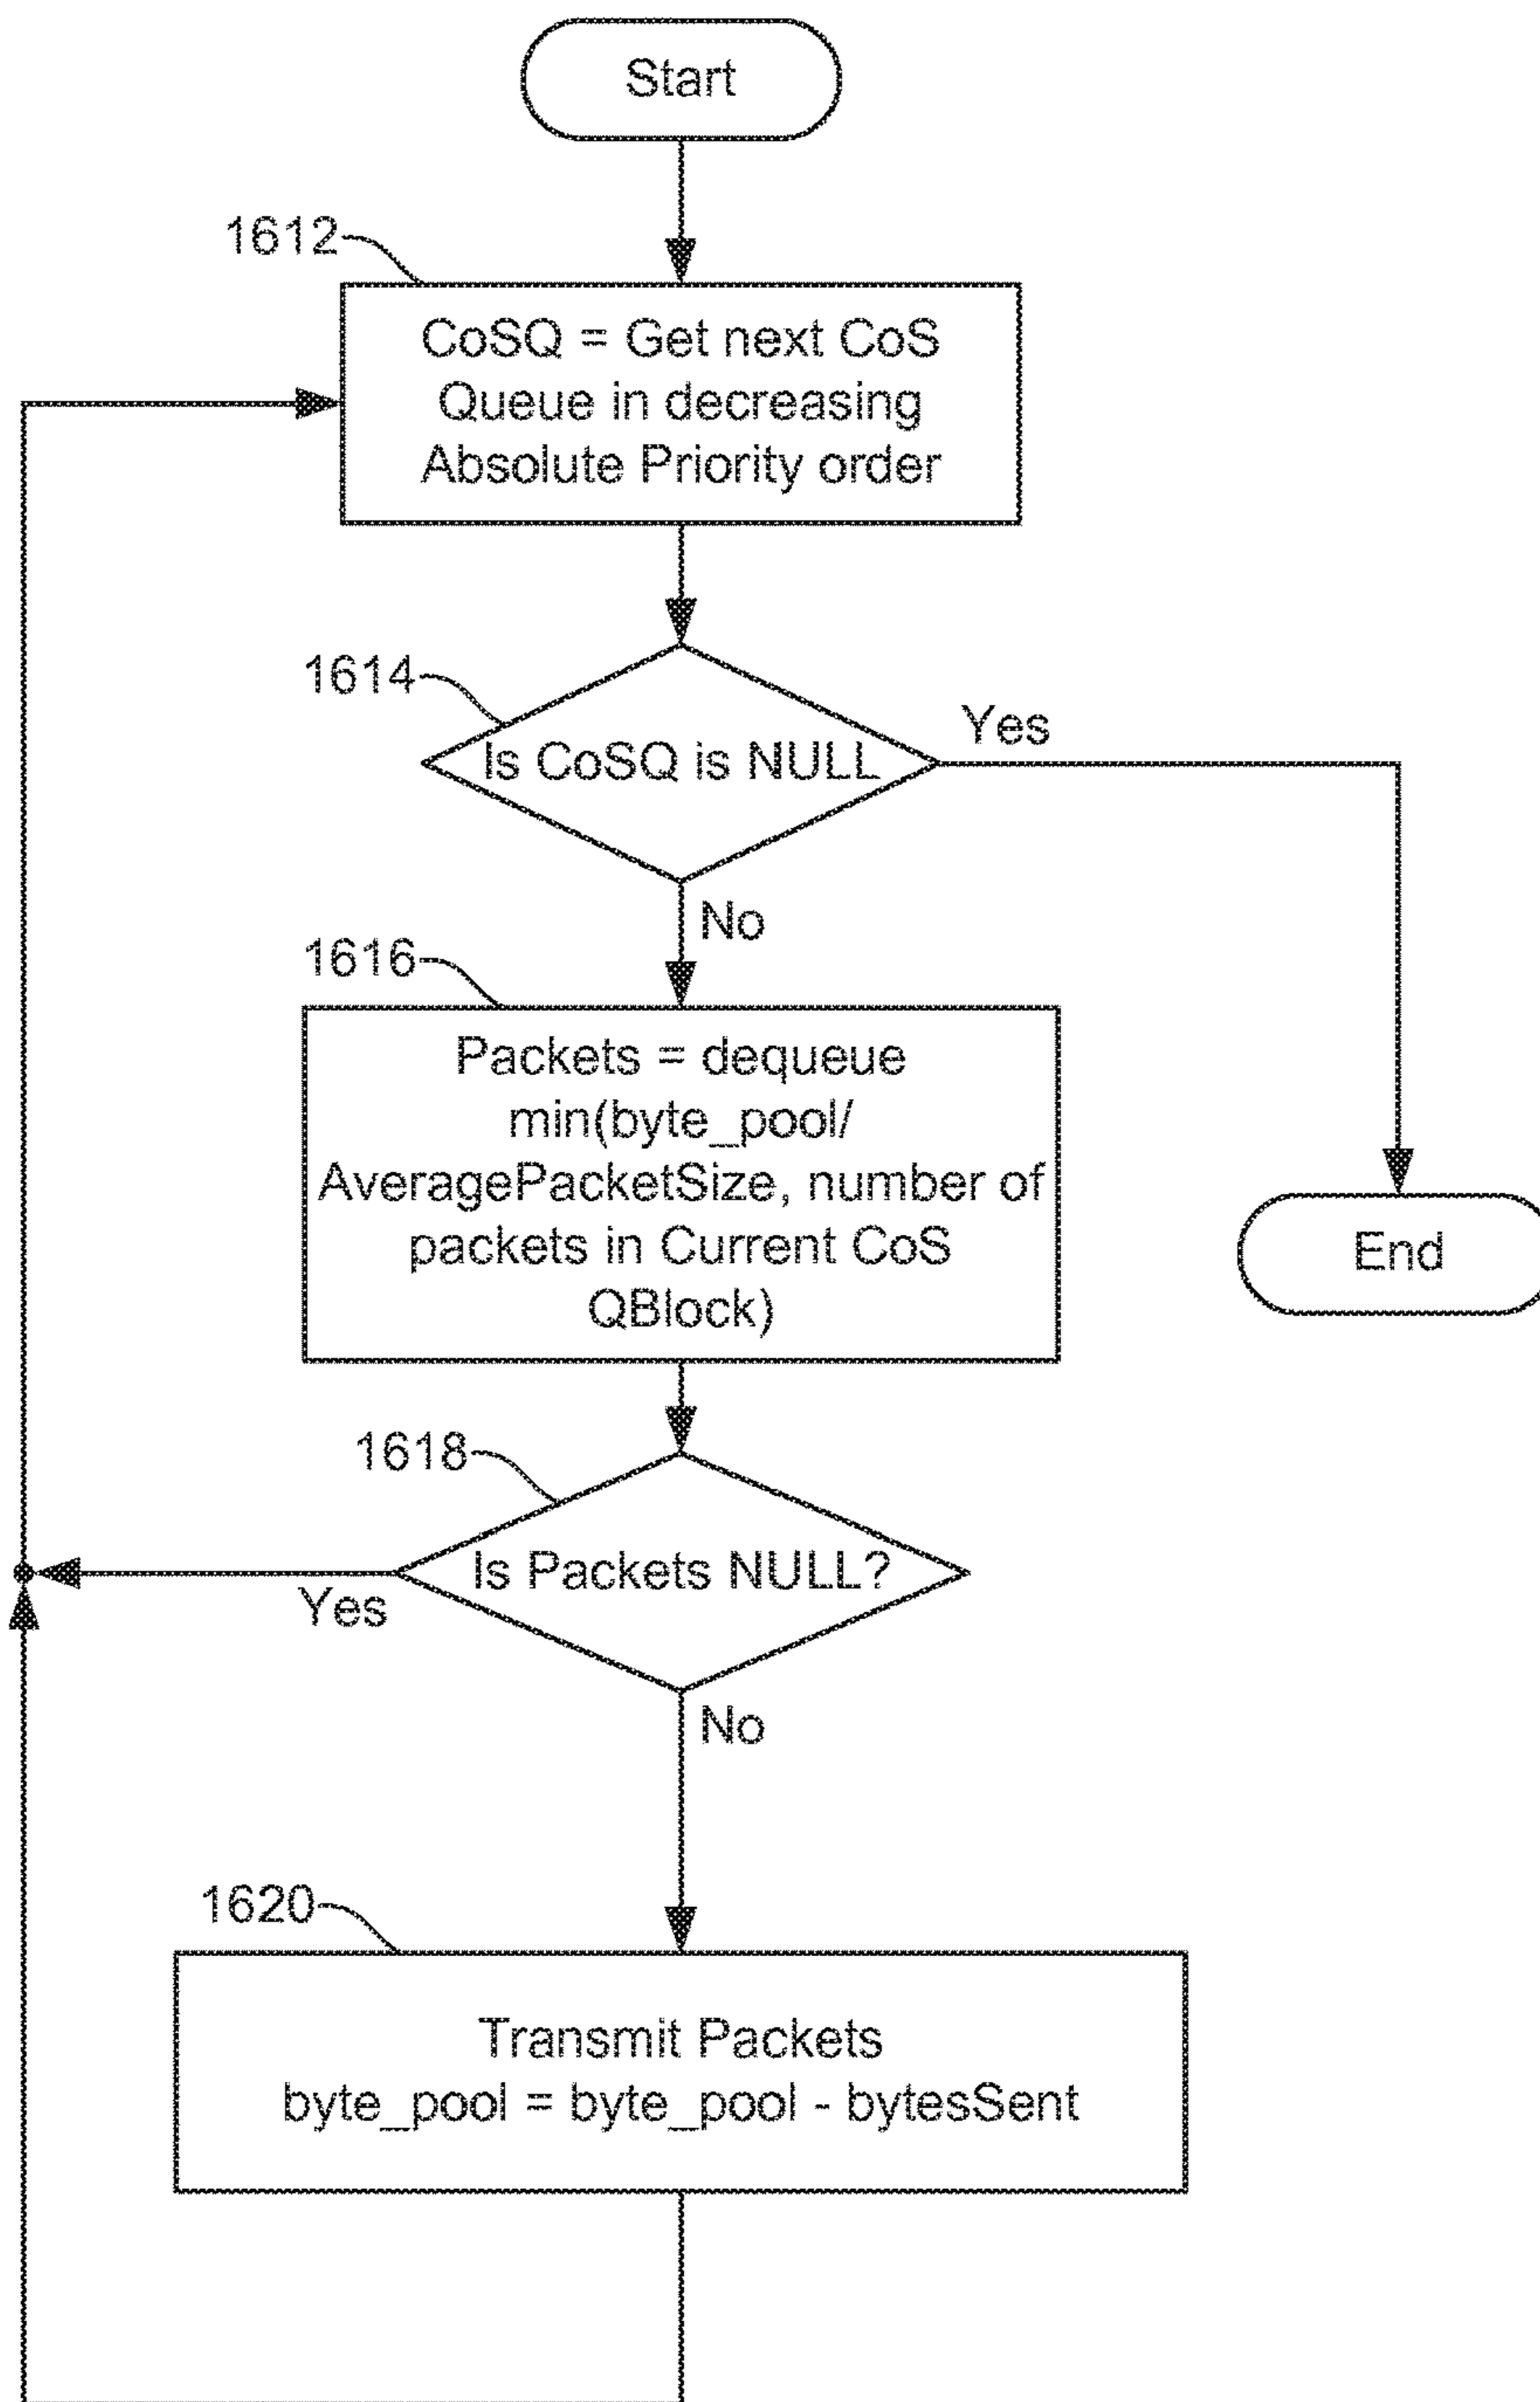 Start
1612
CoSQ = Get next CoS
Queue in decreasing
Absolute Priority order
1614
Is CoSQ is NULL
Yes
No
1616
Packets = dequeue
min(byte_pool/
AveragePacketSize, number of
packets in Current CoS
QBlock)
End
1618
Is Packets NULL?
Yes
No
1620
Transmit Packets
byte_pool = byte_pool - bytesSent